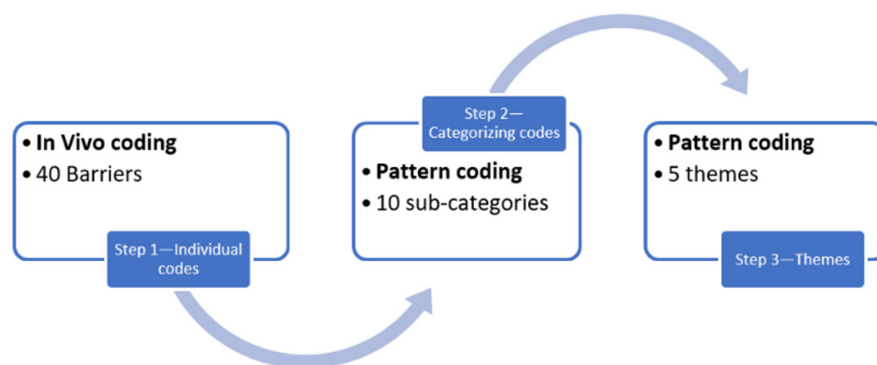 • In Vivo coding
• 40 Barriers
Step 1—Individual
codes
Step 2—
Categorizing codes
• Pattern coding
• 10 sub-categories
• Pattern coding
• 5 themes
Step 3—Themes